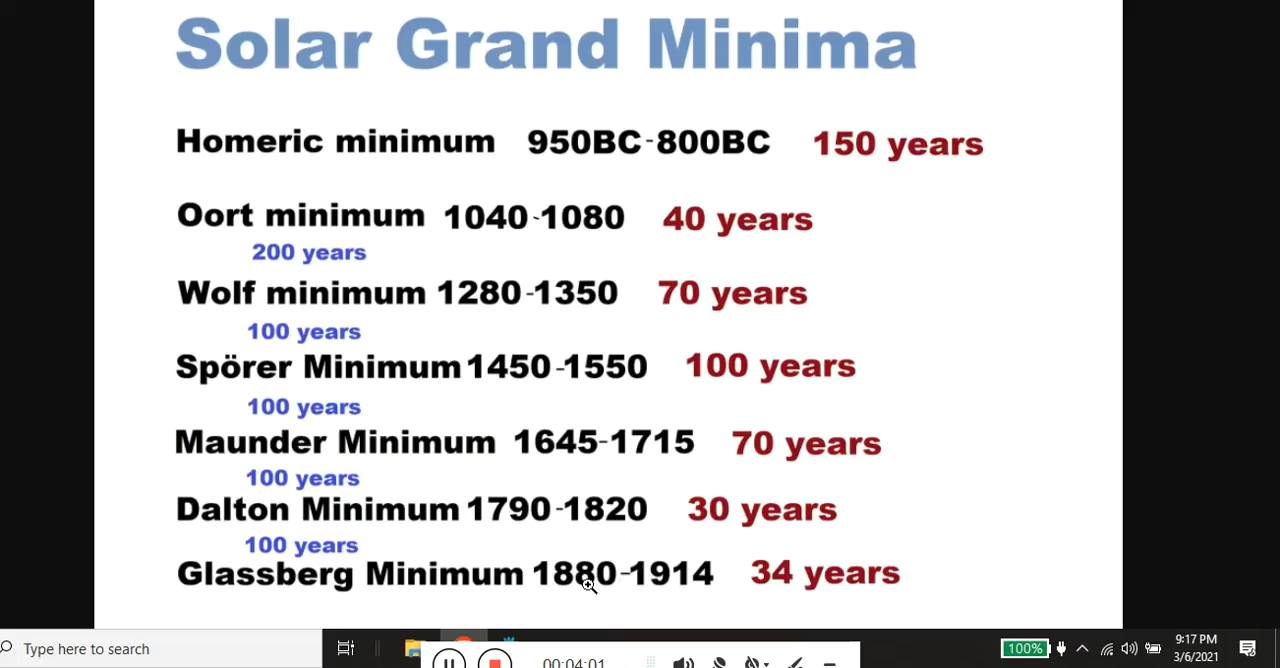 Solar Grand Minima
Homeric minimum 950BC-800BC 150 years
Oort minimum 1040-1080 40 years
200 years
Wolf minimum 1280-1350 70 years
100 years
Spörer Minimum 1450-1550 100 years
100 years
Maunder Minimum 1645-1715 70 years
100 years
Dalton Minimum 1790-1820 30 years
100 years
Glassberg Minimum 1880-1914 34 years
Type here to search
00:04:01
100%
9:17 PM
3/6/2021